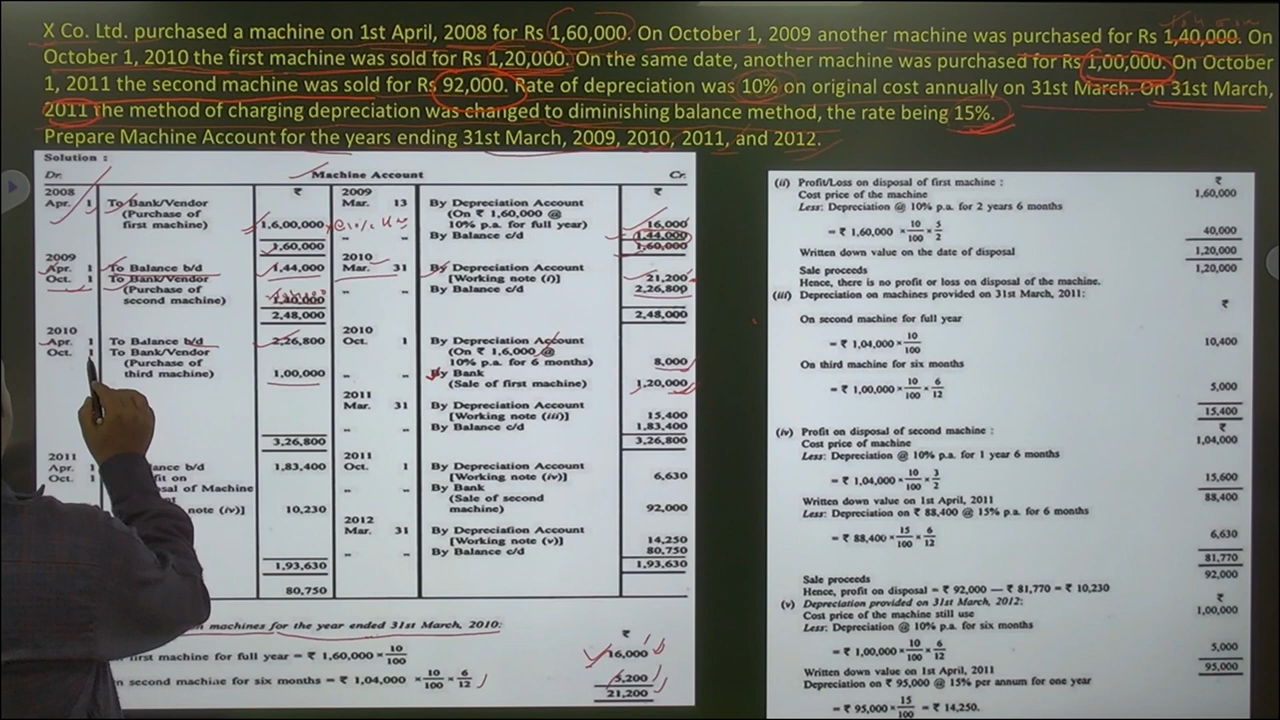 X Co. Ltd. purchased a machine on 1st April, 2008 for Rs 1,60,000. On October 1, 2009 another machine was purchased for Rs 1,40,000. On
October 1, 2010 the first machine was sold for Rs 1,20,000. On the same date, another machine was purchased for Rs 1,00,000. On October
1, 2011 the second machine was sold for Rs 92,000. Rate of depreciation was 10% on original cost annually on 31st March. On 31st March,
2011 The method of charging depreciation was changed to diminishing balance method, the rate being 15%.
Prepare Machine Account for the years ending 31st March, 2009, 2010, 2011, and 2012.
Solution :
Dr. Machine Account Cr.
2008 ₹ 2009 ₹
Apr. 1 To Bank/Vendor Mar. 13 By Depreciation Account
(Purchase of (On ₹ 1,60,000 @
first machine) 1,6,00,000 10% p.a. for full year) 16,000
" " By Balance c/d 1,44,000
1,60,000 1,60,000
2009 2010
Apr. 1 To Balance b/d 1,44,000 Mar. 31 By Depreciation Account 21,200
Oct. 1 To Bank/Vendor [Working note (i)]
(Purchase of " " By Balance c/d 2,26,800
second machine)
2,48,000 2,48,000
2010 2010
Apr. 1 To Balance b/d 2,26,800 Oct. 1 By Depreciation Account
Oct. 1 To Bank/Vendor (On ₹ 1,6,000 @
(Purchase of 10% p.a. for 6 months) 8,000
third machine) 1,00,000 " " By Bank
(Sale of first machine) 1,20,000
2011
Mar. 31 By Depreciation Account
[Working note (iii)] 15,400
" " By Balance c/d 1,83,400
3,26,800 3,26,800
2011 2011
Apr. 1 lance b/d 1,83,400 Oct. 1 By Depreciation Account
Oct. 1 fit on [Working note (iv)] 6,630
sal of Machine " " By Bank
(Sale of second
note (iv)] 10,230 machine) 92,000
2012
Mar. 31 By Depreciation Account
[Working note (v)] 14,250
" " By Balance c/d 80,750
1,93,630 1,93,630
80,750
machines for the year ended 31st March, 2010: ₹
first machine for full year = ₹ 1,60,000 × 10/100 16,000
n second machine for six months = ₹ 1,04,000 × 10/100 × 6/12 5,200
21,200
(ii) Profit/Loss on disposal of first machine : ₹
Cost price of the machine 1,60,000
Less: Depreciation @ 10% p.a. for 2 years 6 months
= ₹ 1,60,000 × 10/100 × 5/2 40,000
Written down value on the date of disposal 1,20,000
Sale proceeds 1,20,000
Hence, there is no profit or loss on disposal of the machine.
(iii) Depreciation on machines provided on 31st March, 2011: ₹
On second machine for full year
= ₹ 1,04,000 × 10/100 10,400
On third machine for six months
= ₹ 1,00,000 × 10/100 × 6/12 5,000
15,400
(iv) Profit on disposal of second machine : ₹
Cost price of machine 1,04,000
Less: Depreciation @ 10% p.a. for 1 year 6 months
= ₹ 1,04,000 × 10/100 × 3/2 15,600
Written down value on 1st April, 2011 88,400
Less: Depreciation on ₹ 88,400 @ 15% p.a. for 6 months
= ₹ 88,400 × 15/100 × 6/12 6,630
81,770
Sale proceeds 92,000
Hence, profit on disposal = ₹ 92,000 — ₹ 81,770 = ₹ 10,230
(v) Depreciation provided on 31st March, 2012: ₹
Cost price of the machine still use 1,00,000
Less: Depreciation @ 10% p.a. for six months
= ₹ 1,00,000 × 10/100 × 6/12 5,000
Written down value on 1st April, 2011 95,000
Depreciation on ₹ 95,000 @ 15% per annum for one year
= ₹ 95,000 × 15/100 = ₹ 14,250.